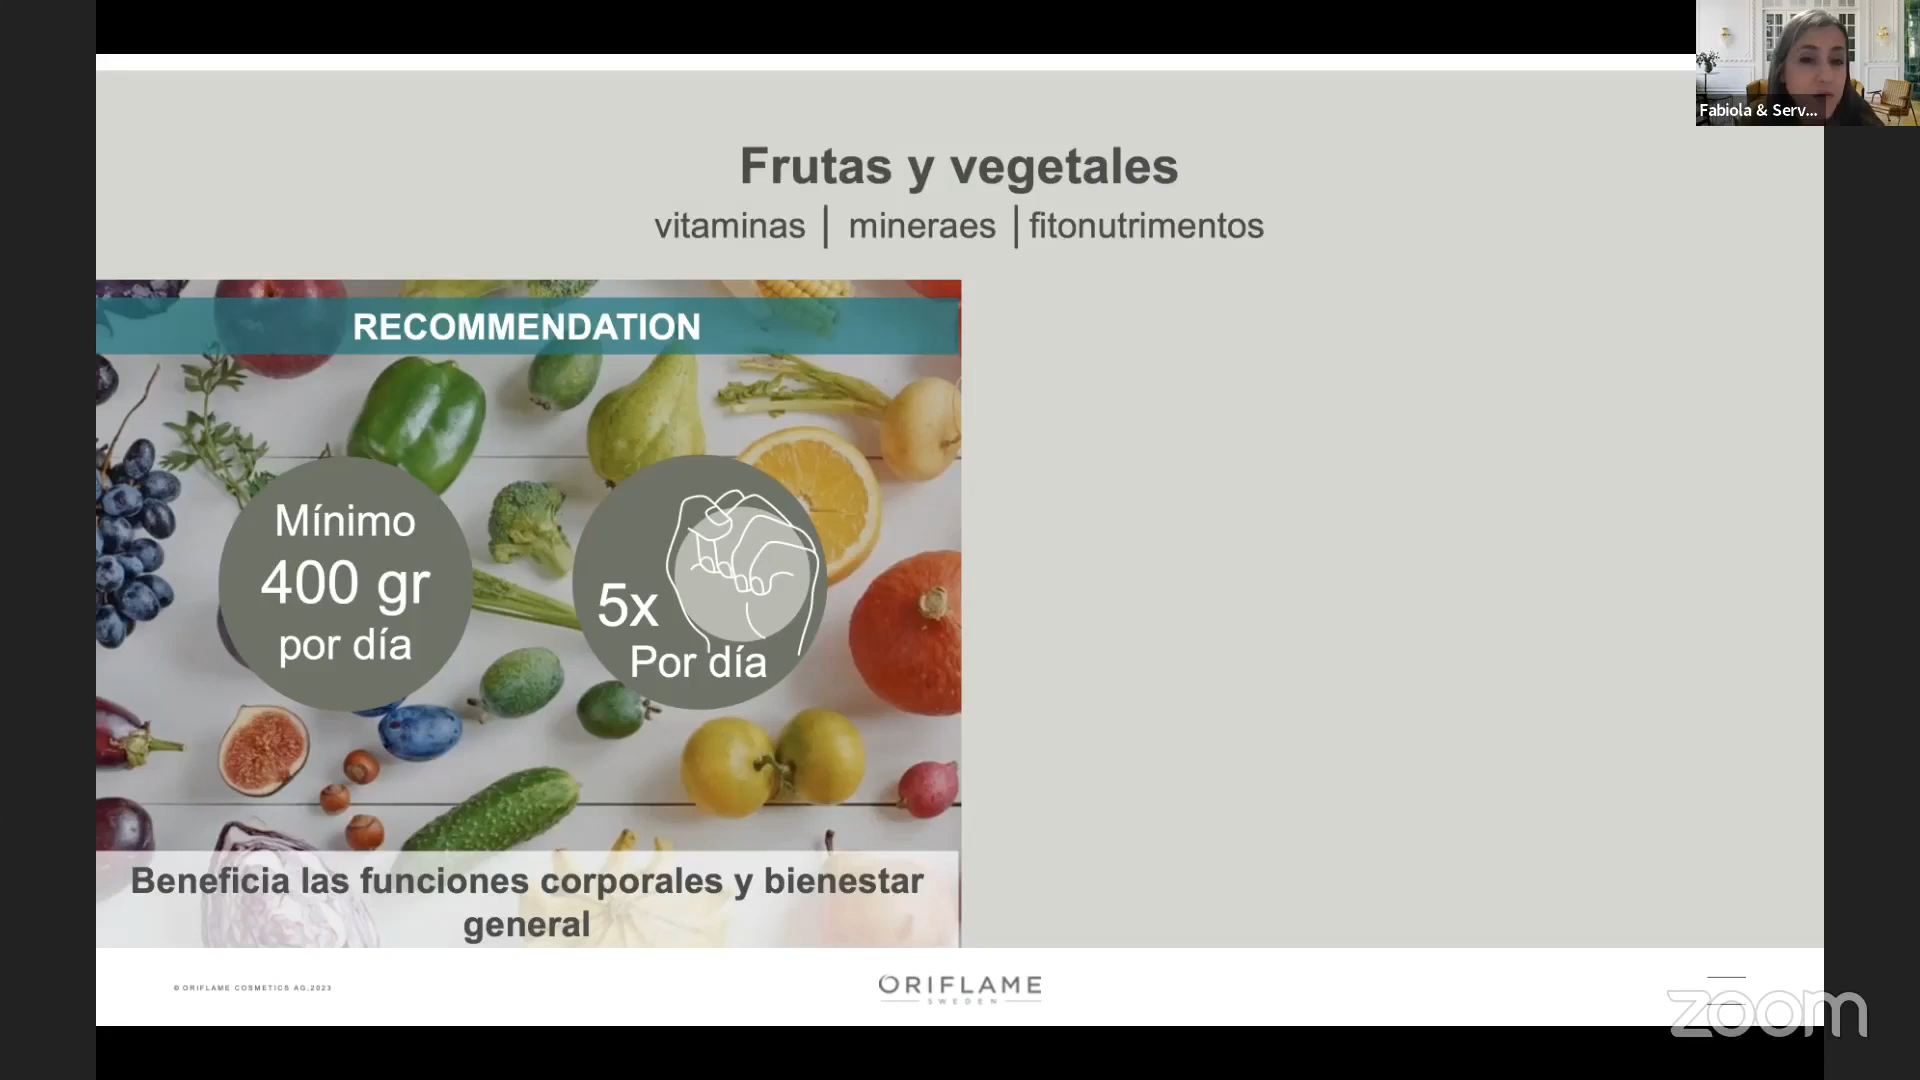 Fabiola & Serv...
Frutas y vegetales
vitaminas | mineraes | fitonutrimentos
RECOMMENDATION
Mínimo
400 gr
por día
5x
Por día
Beneficia las funciones corporales y bienestar
general
© ORIFLAME COSMETICS AG,2023
ORIFLAME
SWEDEN
zoom